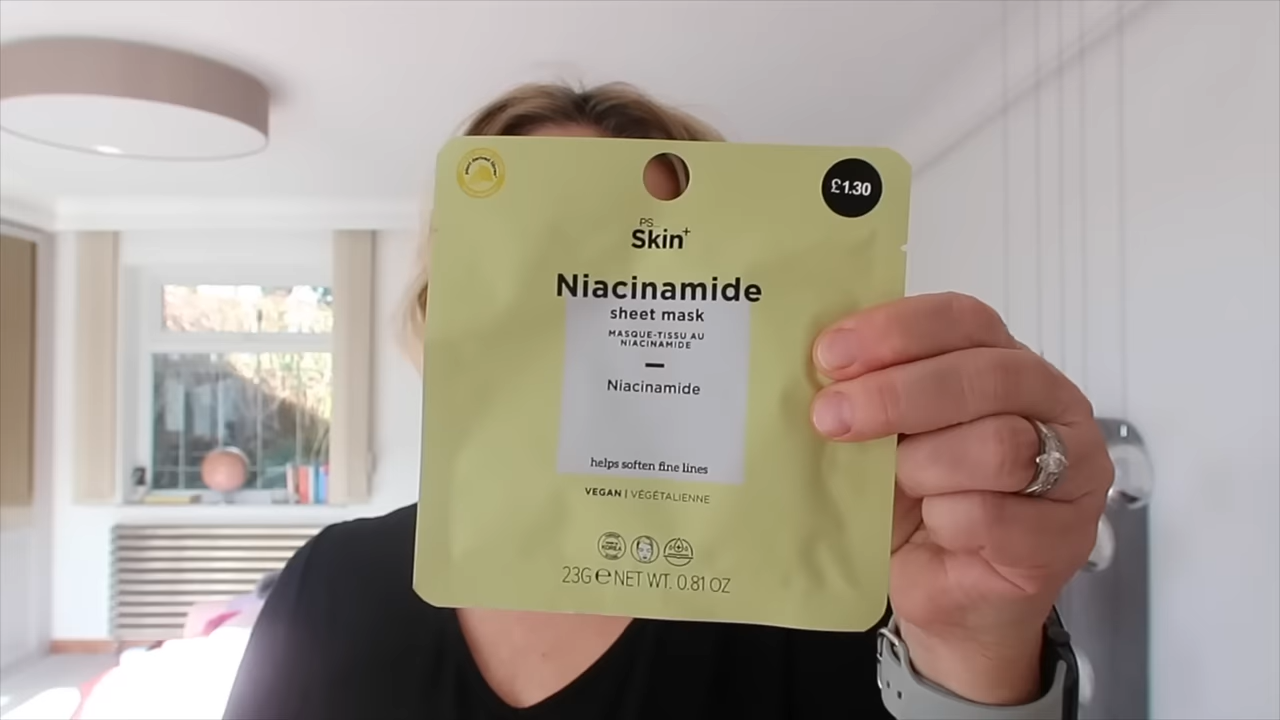 £1.30
PS...
Skin+
Niacinamide
sheet mask
MASQUE-TISSU AU
NIACINAMIDE
Niacinamide
helps soften fine lines
VEGAN | VÉGÉTALIENNE
KOREA
23G ℮ NET WT. 0.81 OZ